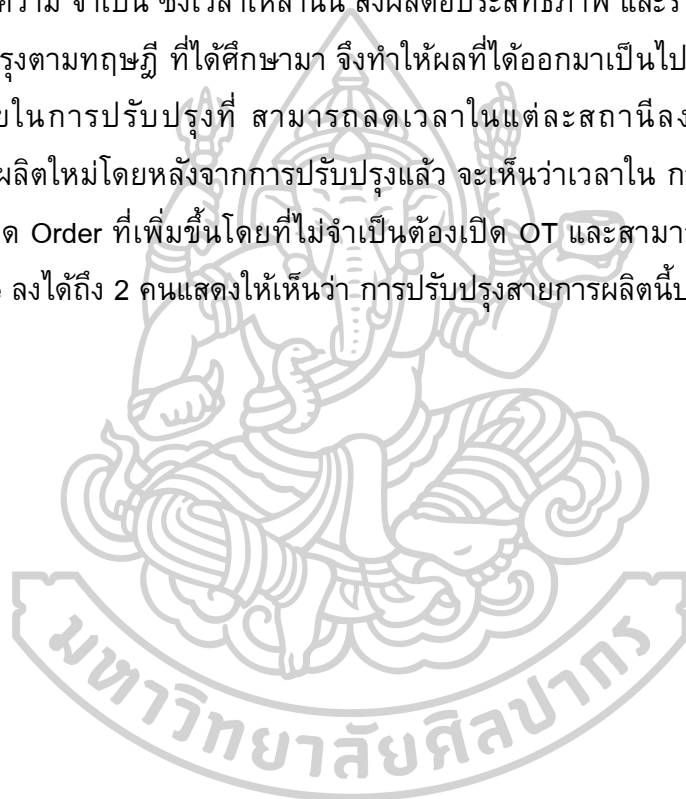 ความ จำเป็น ซึ่งเวลาเหล่านั้น ส่งผลต่อประสิทธิภาพ และร
รุงตามทฤษฎี ที่ได้ศึกษามา จึงทำให้ผลที่ได้ออกมาเป็นไป
ยในการปรับปรุงที่ สามารถลดเวลาในแต่ละสถานีลง
ผลิตใหม่โดยหลังจากการปรับปรุงแล้ว จะเห็นว่าเวลาใน ก
ด Order ที่เพิ่มขึ้นโดยที่ไม่จำเป็นต้องเปิด OT และสามา
ลงได้ถึง 2 คนแสดงให้เห็นว่า การปรับปรุงสายการผลิตนี้บ
มหาวิทยาลัยศิลปากร